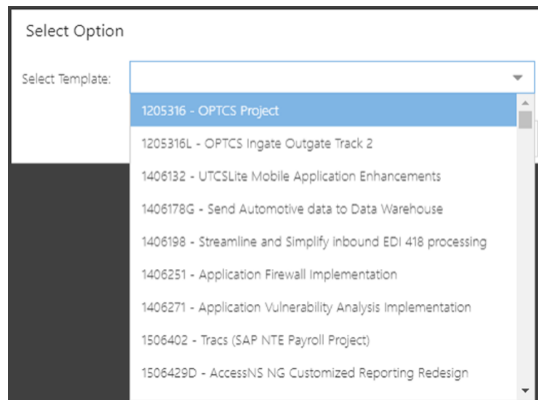 Select Option
Select Template:
1205316 - OPTCS Project
1205316L - OPTCS Ingate Outgate Track 2
1406132 - UTCSLite Mobile Application Enhancements
1406178G - Send Automotive data to Data Warehouse
1406198 - Streamline and Simplify Inbound EDI 418 processing
1406251 - Application Firewall Implementation
1406271 - Application Vulnerability Analysis Implementation
1506402 - Tracs (SAP NTE Payroll Project)
1506429D - AccessNS NG Customized Reporting Redesign